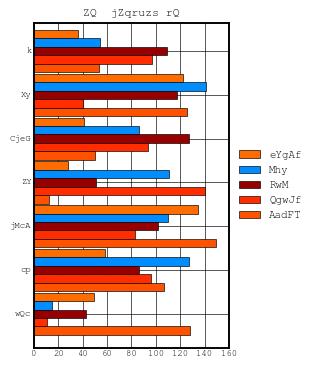 ZQ jZqruzs rQ
k
Xy
CjeG
ZY
jMcA
cp
wQc
0 20 40 60 80 100 120 140 160
eYgAf
Mhy
RwM
QgwJf
AadFT